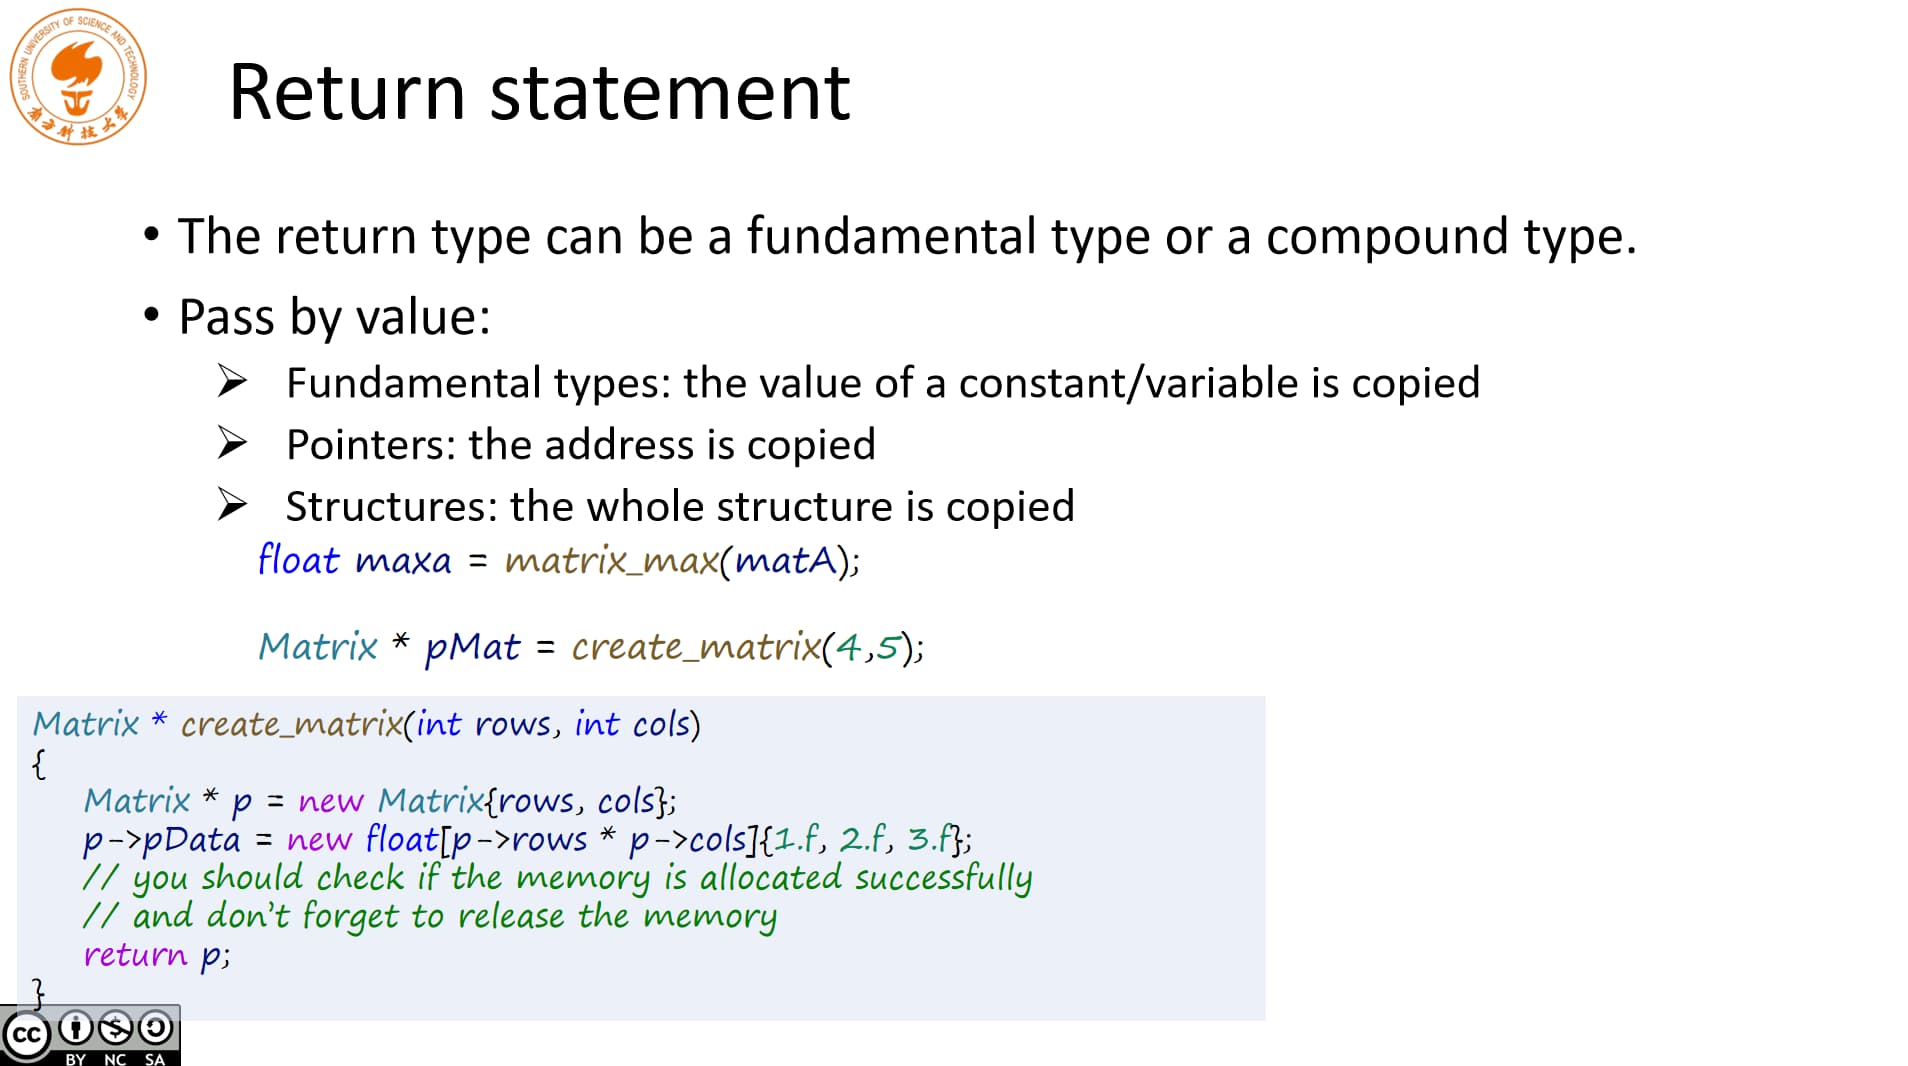 SOUTHERN UNIVERSITY OF SCIENCE AND TECHNOLOGY
南方科技大学
Return statement
• The return type can be a fundamental type or a compound type.
• Pass by value:
➢ Fundamental types: the value of a constant/variable is copied
➢ Pointers: the address is copied
➢ Structures: the whole structure is copied
float maxa = matrix_max(matA);
Matrix * pMat = create_matrix(4,5);
Matrix * create_matrix(int rows, int cols)
{
Matrix * p = new Matrix{rows, cols};
p->pData = new float[p->rows * p->cols]{1.f, 2.f, 3.f};
// you should check if the memory is allocated successfully
// and don't forget to release the memory
return p;
}
cc
BY NC SA